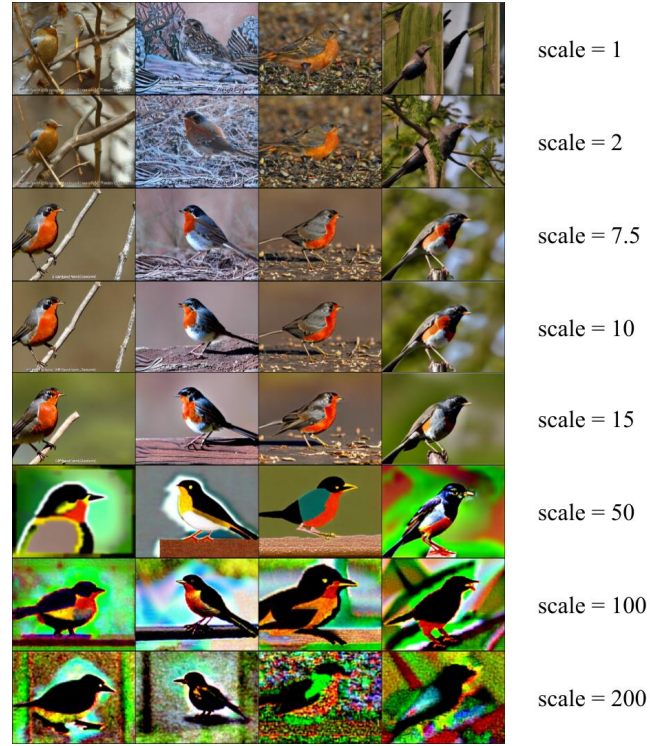 scale = 1
scale = 2
scale = 7.5
scale = 10
scale = 15
scale = 50
scale = 100
scale = 200